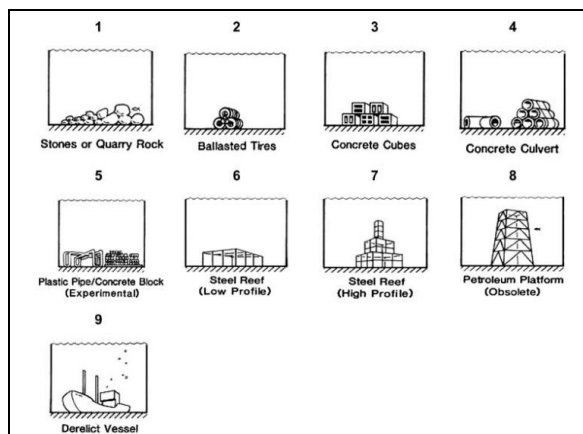 1
2
3
4
Stones or Quarry Rock
Ballasted Tires
Concrete Cubes
Concrete Culvert
5
6
7
8
Plastic Pipe/Concrete Block
(Experimental)
Steel Reef
(Low Profile)
Steel Reef
(High Profile)
Petroleum Platform
(Obsolete)
9
Derelict Vessel